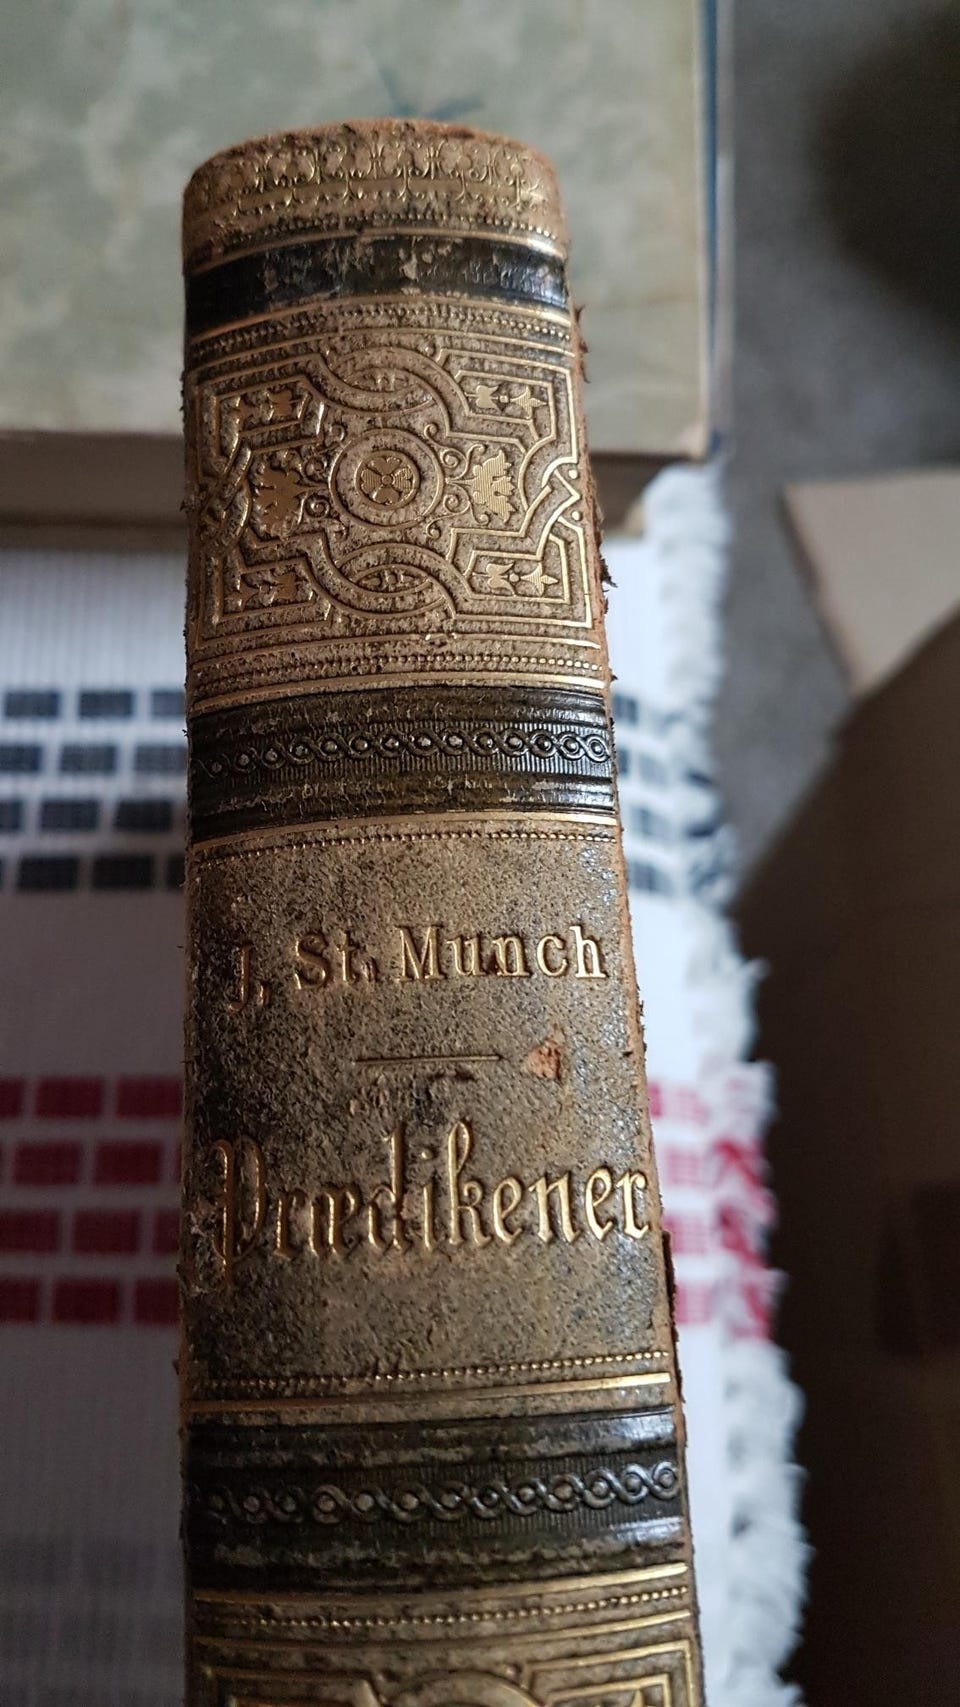 J. St. Munch
Prædikener.